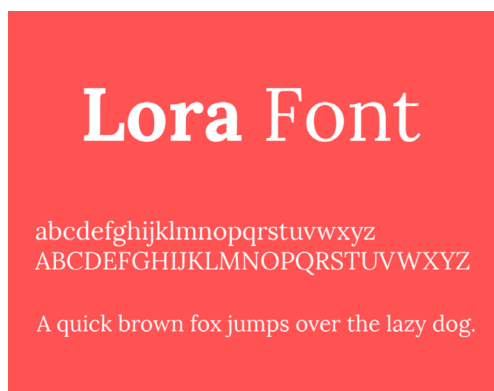 Lora Font
abcdefghijklmnopqrstuvwxyz
ABCDEFGHIJKLMNOPQRSTUVWXYZ
A quick brown fox jumps over the lazy dog.